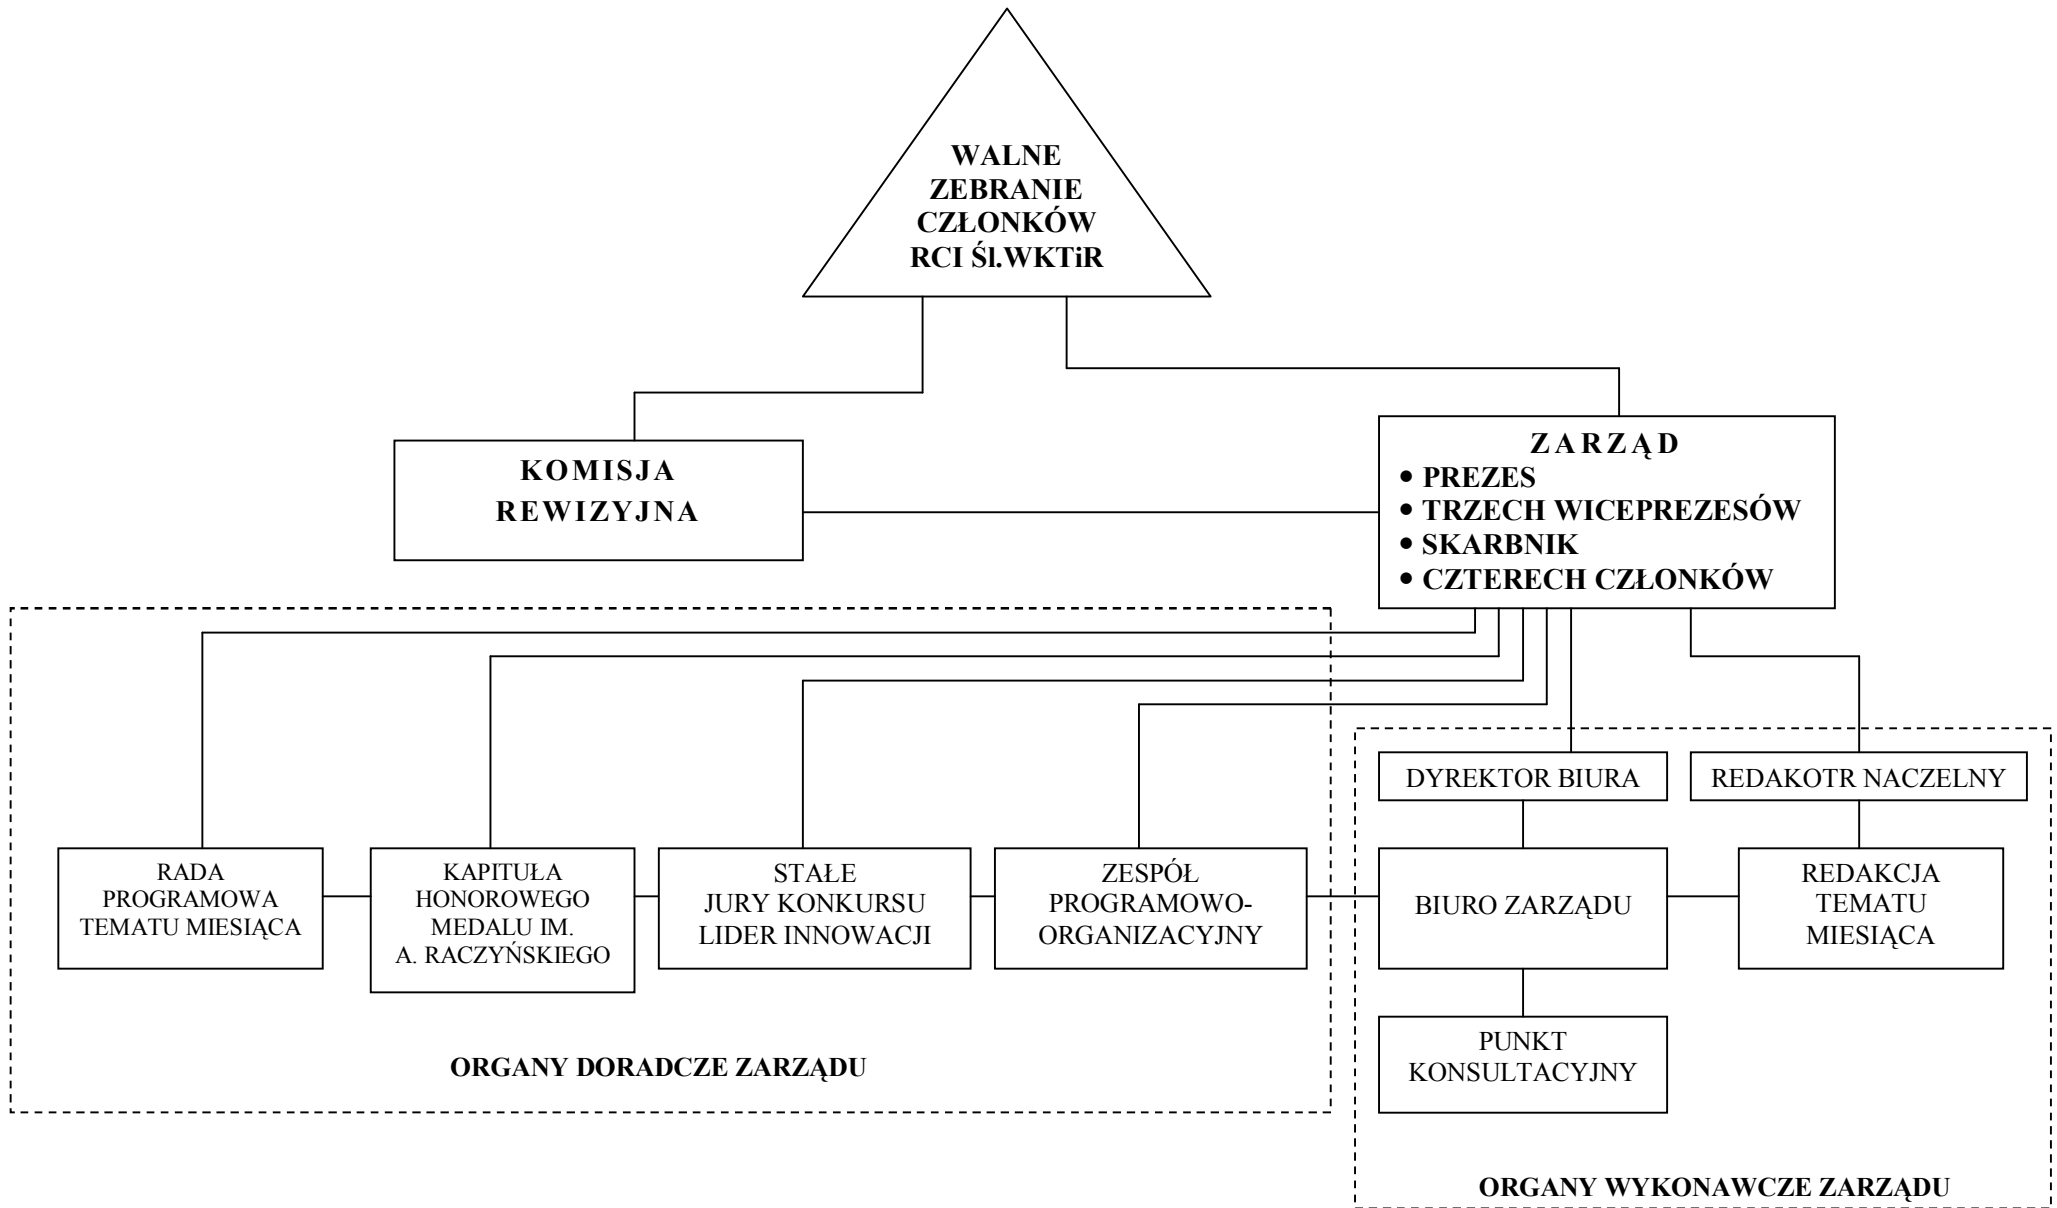 WALNE
ZEBRANIE
CZŁONKÓW
RCI Śl.WKTiR
KOMISJA
REWIZYJNA
ZARZĄD
• PREZES
• TRZECH WICEPREZESÓW
• SKARBNIK
• CZTERECH CZŁONKÓW
DYREKTOR BIURA
REDAKOTR NACZELNY
RADA
PROGRAMOWA
TEMATU MIESIĄCA
KAPITUŁA
HONOROWEGO
MEDALU IM.
A. RACZYŃSKIEGO
STAŁE
JURY KONKURSU
LIDER INNOWACJI
ZESPÓŁ
PROGRAMOWO-
ORGANIZACYJNY
BIURO ZARZĄDU
REDAKCJA
TEMATU
MIESIĄCA
PUNKT
KONSULTACYJNY
ORGANY DORADCZE ZARZĄDU
ORGANY WYKONAWCZE ZARZĄDU